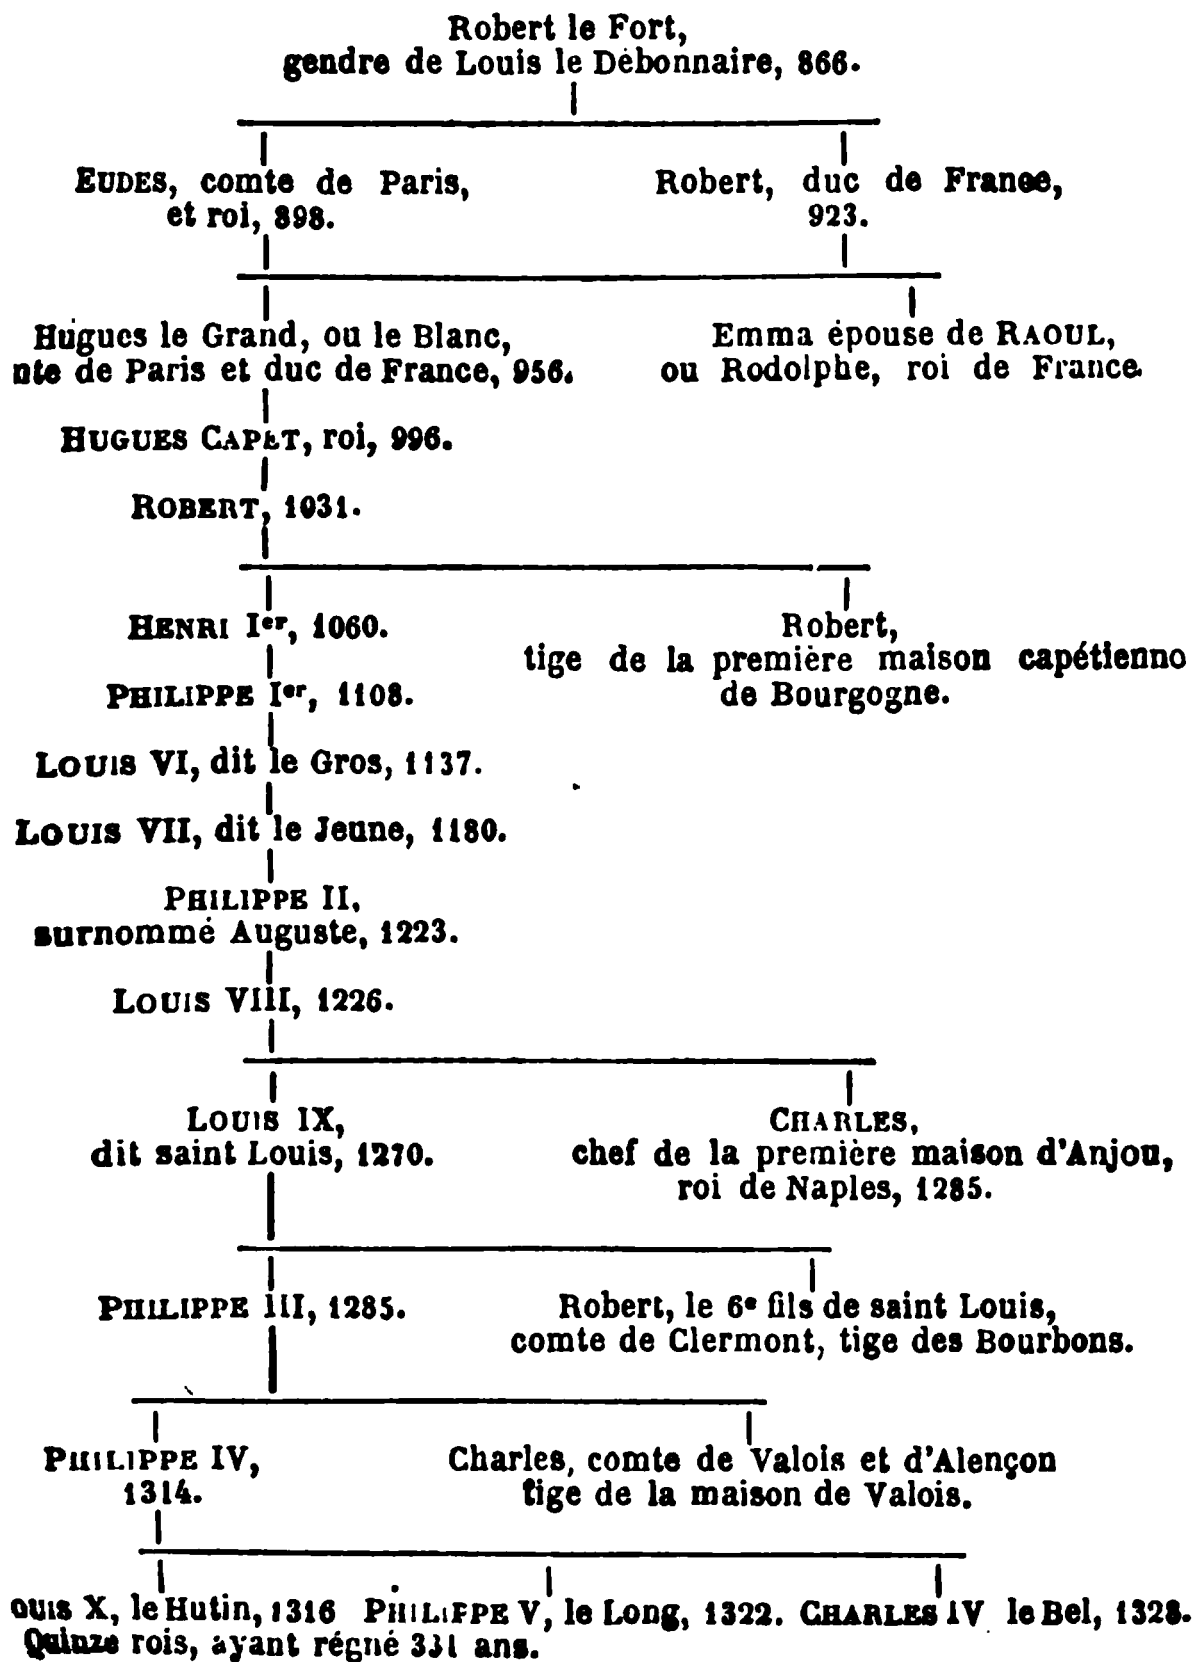 Robert le Fort,
gendre de Louis le Débonnaire, 866.
EUDES, comte de Paris,
et roi, 898.
Robert, duc de France,
923.
Hugues le Grand, ou le Blanc,
nte de Paris et duc de France, 956.
Emma épouse de RAOUL,
ou Rodolphe, roi de France.
HUGUES CAPET, roi, 996.
ROBERT, 1031.
HENRI Ier, 1060.
Robert,
tige de la première maison capétienno
de Bourgogne.
PHILIPPE Ier, 1108.
LOUIS VI, dit le Gros, 1137.
LOUIS VII, dit le Jeune, 1180.
PHILIPPE II,
surnommé Auguste, 1223.
LOUIS VIII, 1226.
LOUIS IX,
dit saint Louis, 1270.
CHARLES,
chef de la première maison d'Anjou,
roi de Naples, 1285.
PHILIPPE III, 1285.
Robert, le 6e fils de saint Louis,
comte de Clermont, tige des Bourbons.
PHILIPPE IV,
1314.
Charles, comte de Valois et d'Alençon
tige de la maison de Valois.
OUIS X, le Hutin, 1316 PHILIPPE V, le Long, 1322. CHARLES IV le Bel, 1328.
Quinze rois, ayant régné 331 ans.